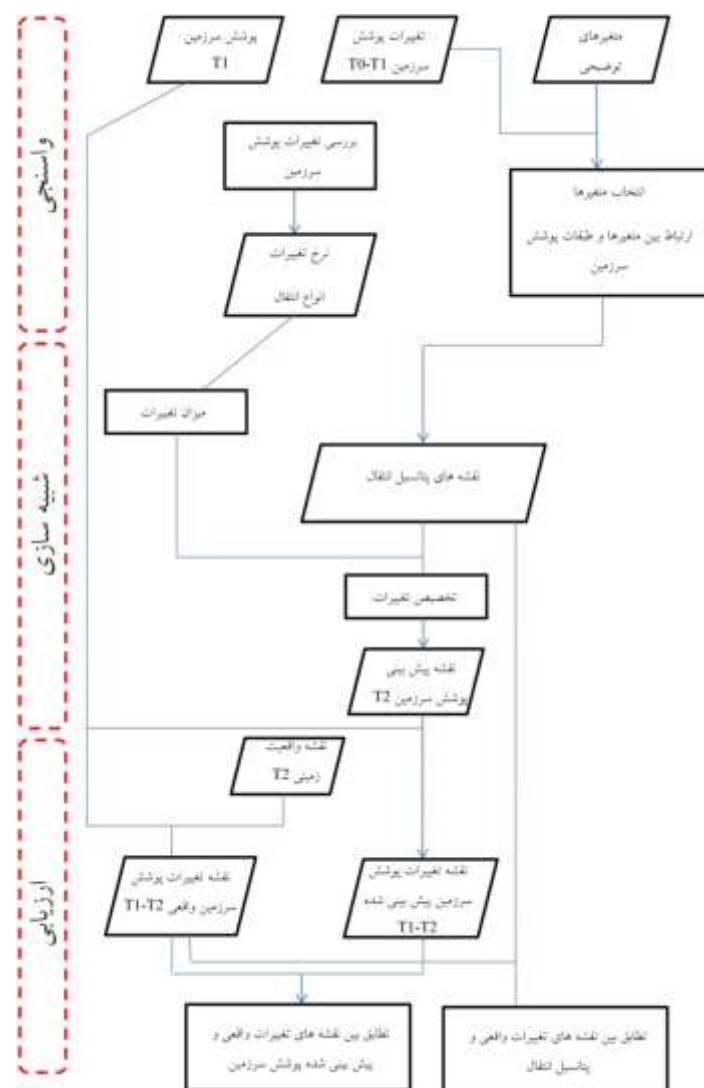 متغیرهای
توضیحی
تغییرات پوشش
سرزمین T0-T1
پوشش سرزمین
T1
واسنجی
بررسی تغییرات پوشش
سرزمین
انتخاب متغیرها
ارتباط بین متغیرها و طبقات پوشش
سرزمین
نرخ تغییرات
انواع انتقال
شبیه سازی
میزان تغییرات
نقشه های پتانسیل انتقال
تخصیص تغییرات
نقشه پیش بینی
پوشش سرزمین T2
ارزیابی
نقشه واقعیت
زمینی T2
نقشه تغییرات پوشش
سرزمین پیش بینی شده
T1-T2
نقشه تغییرات پوشش
سرزمین واقعی T1-T2
تطابق بین نقشه های تغییرات واقعی و
پتانسیل انتقال
تطابق بین نقشه های تغییرات واقعی و
پیش بینی شده پوشش سرزمین